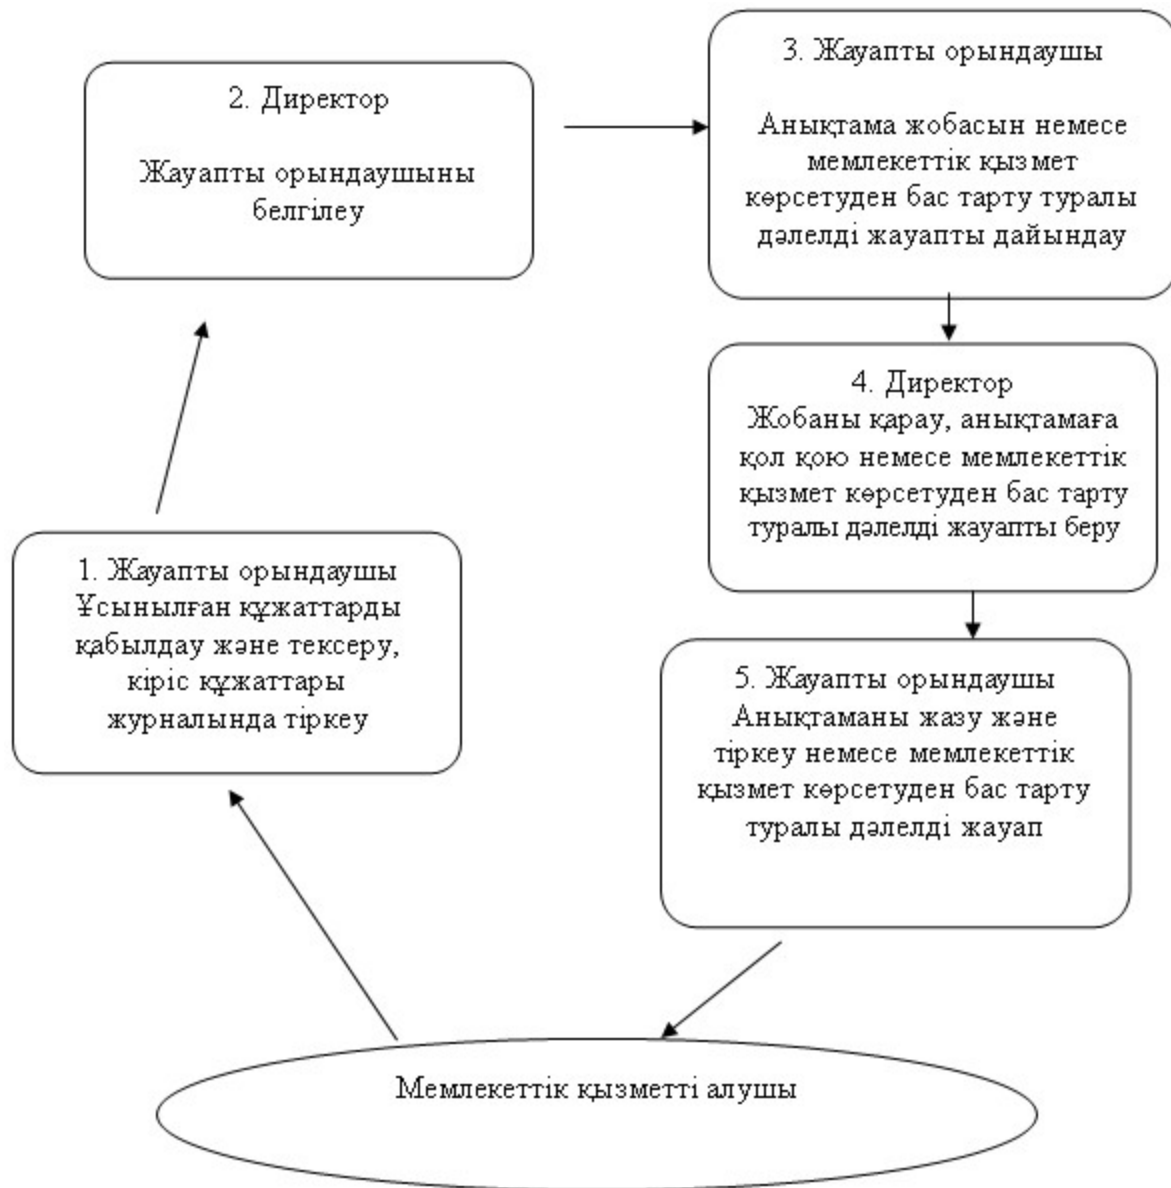 2. Директор
Жауапты орындаушыны
белгілеу
3. Жауапты орындаушы
Анықтама жобасын немесе
мемлекеттік қызмет
көрсетуден бас тарту туралы
дәлелді жауапты дайындау
4. Директор
Жобаны қарау, анықтамаға
қол қою немесе мемлекеттік
қызмет көрсетуден бас тарту
туралы дәлелді жауапты беру
1. Жауапты орындаушы
Ұсынылған құжаттарды
қабылдау және тексеру,
кіріс құжаттары
журналында тіркеу
5. Жауапты орындаушы
Анықтаманы жазу және
тіркеу немесе мемлекеттік
қызмет көрсетуден бас тарту
туралы дәлелді жауап
Мемлекеттік қызметті алушы